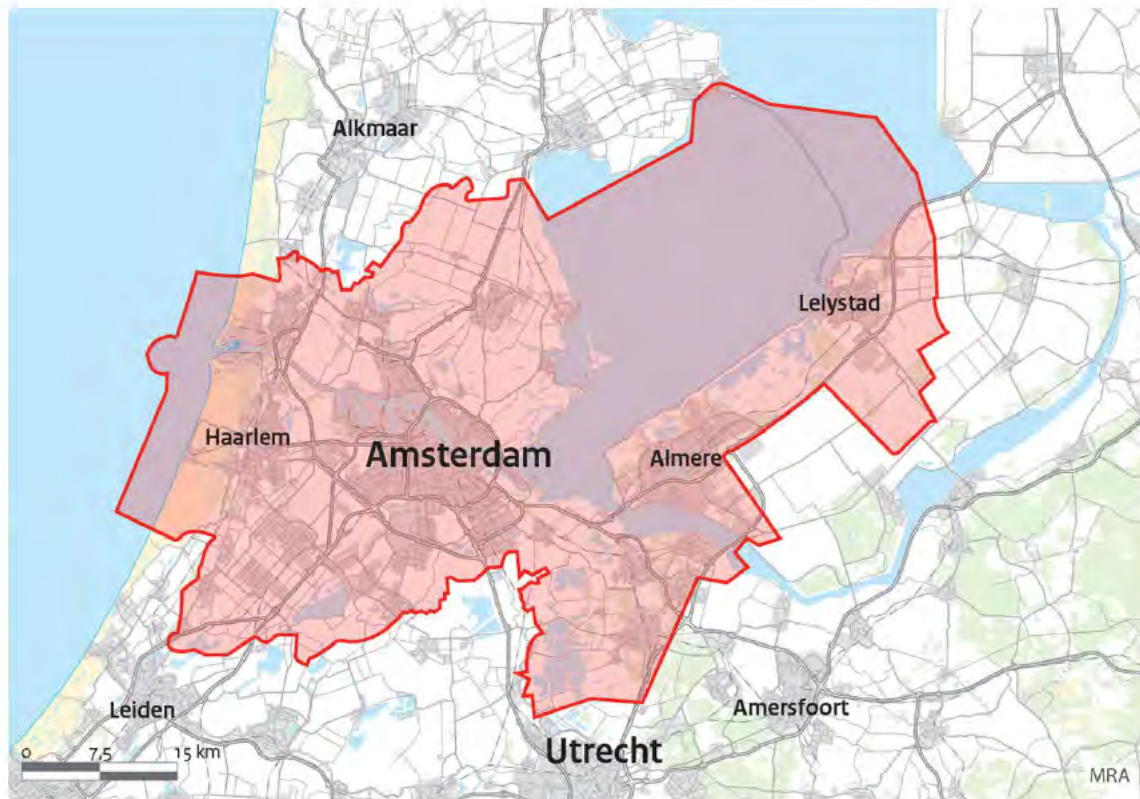 Alkmaar
Lelystad
Haarlem
Amsterdam
Almere
Leiden
Amersfoort
Utrecht
0 7,5 15 km
MRA